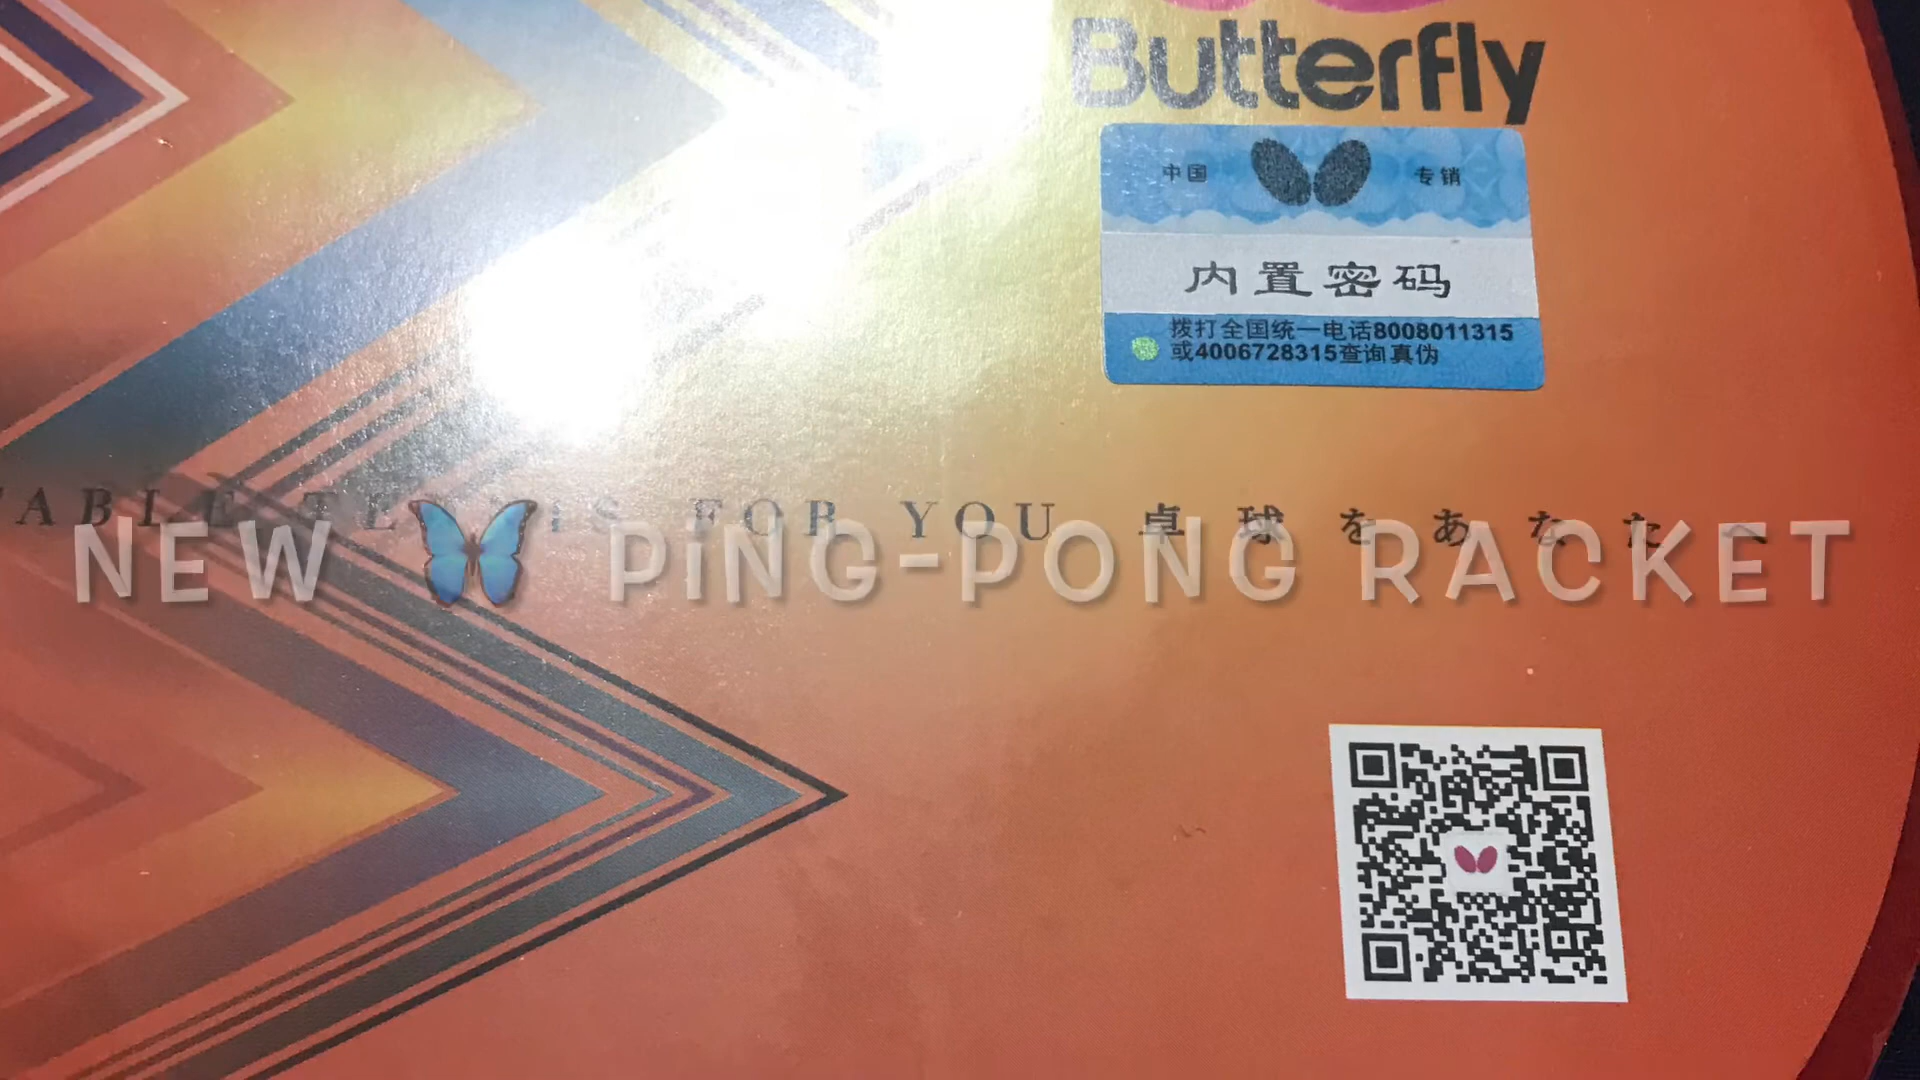 Butterfly
中国 专销
内置密码
拨打全国统一电话8008011315
或4006728315查询真伪
TABLE TENNIS FOR YOU 卓球をあなたへ
NEW 🦋 PiNG-PONG RACKET